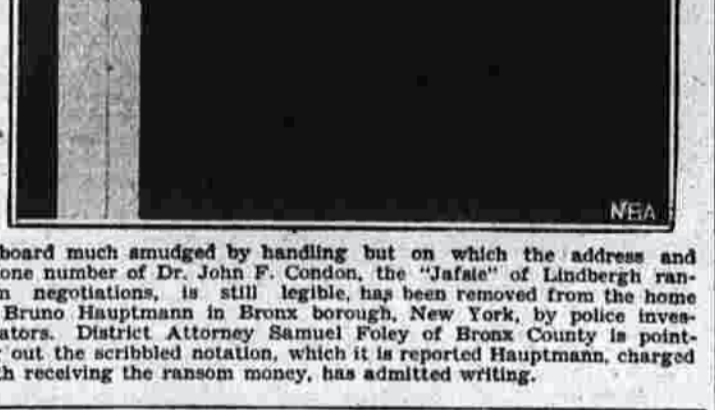 NEA
board much smudged by handling but on which the address and
one number of Dr. John F. Condon, the "Jafsie" of Lindbergh ran-
n negotiations, is still legible, has been removed from the home
Bruno Hauptmann in Bronx borough, New York, by police inves-
ators. District Attorney Samuel Foley of Bronx County is point-
out the scribbled notation, which it is reported Hauptmann, charged
h receiving the ransom money, has admitted writing.